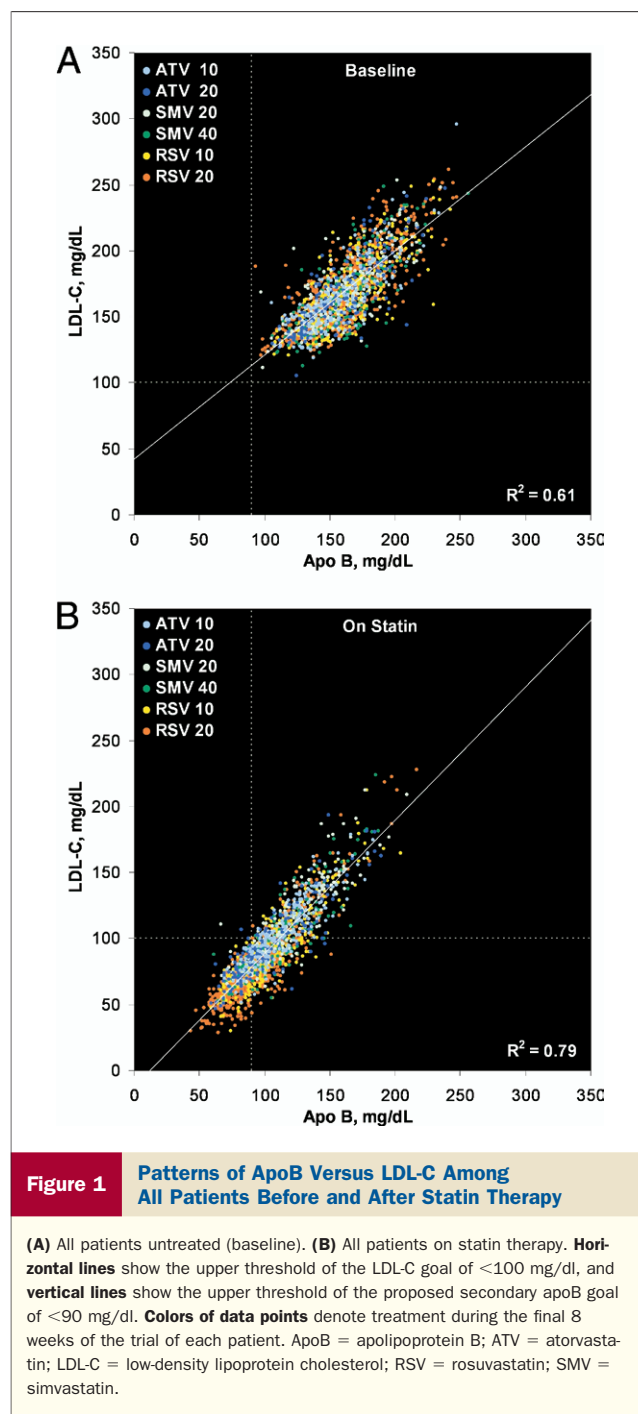 A
350
300
250
200
150
100
50
0
LDL-C, mg/dL
ATV 10
ATV 20
SMV 20
SMV 40
RSV 10
RSV 20
Baseline
R² = 0.61
0 50 100 150 200 250 300 350
Apo B, mg/dL
B
350
300
250
200
150
100
50
0
LDL-C, mg/dL
ATV 10
ATV 20
SMV 20
SMV 40
RSV 10
RSV 20
On Statin
R² = 0.79
0 50 100 150 200 250 300 350
Apo B, mg/dL
Figure 1
Patterns of ApoB Versus LDL-C Among
All Patients Before and After Statin Therapy
(A) All patients untreated (baseline). (B) All patients on statin therapy. Hori-
zontal lines show the upper threshold of the LDL-C goal of <100 mg/dl, and
vertical lines show the upper threshold of the proposed secondary apoB goal
of <90 mg/dl. Colors of data points denote treatment during the final 8
weeks of the trial of each patient. ApoB = apolipoprotein B; ATV = atorvasta-
tin; LDL-C = low-density lipoprotein cholesterol; RSV = rosuvastatin; SMV =
simvastatin.